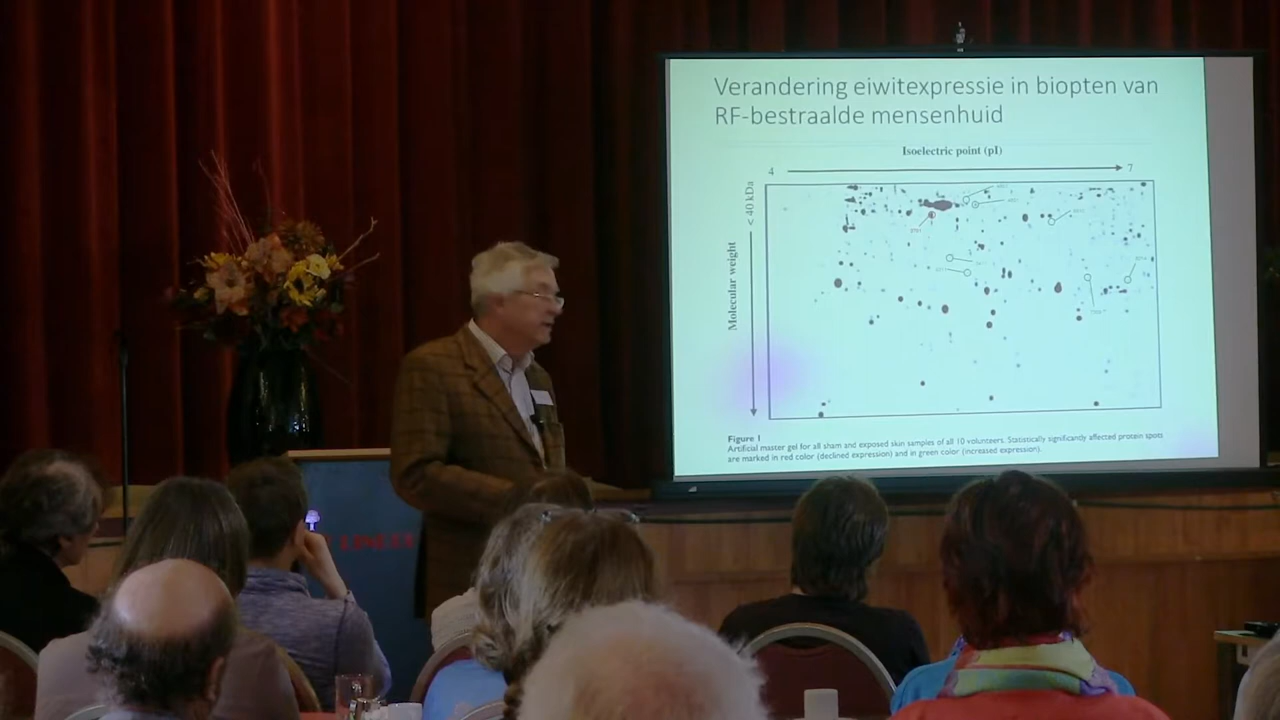 Verandering eiwitexpressie in biopten van
RF-bestraalde mensenhuid
Isoelectric point (pI)
4
7
Molecular weight
< 40 kDa
Figure 1
Artificial master gel for all sham and exposed skin samples of all 10 volunteers. Statistically significantly affected protein spots
are marked in red color (declined expression) and in green color (increased expression).